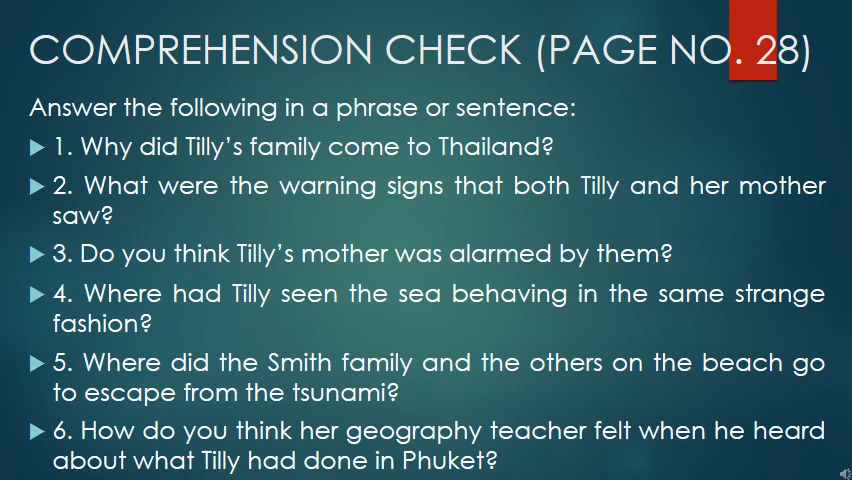 COMPREHENSION CHECK (PAGE NO. 28)
Answer the following in a phrase or sentence:
1. Why did Tilly’s family come to Thailand?
2. What were the warning signs that both Tilly and her mother
saw?
3. Do you think Tilly’s mother was alarmed by them?
4. Where had Tilly seen the sea behaving in the same strange
fashion?
5. Where did the Smith family and the others on the beach go
to escape from the tsunami?
6. How do you think her geography teacher felt when he heard
about what Tilly had done in Phuket?